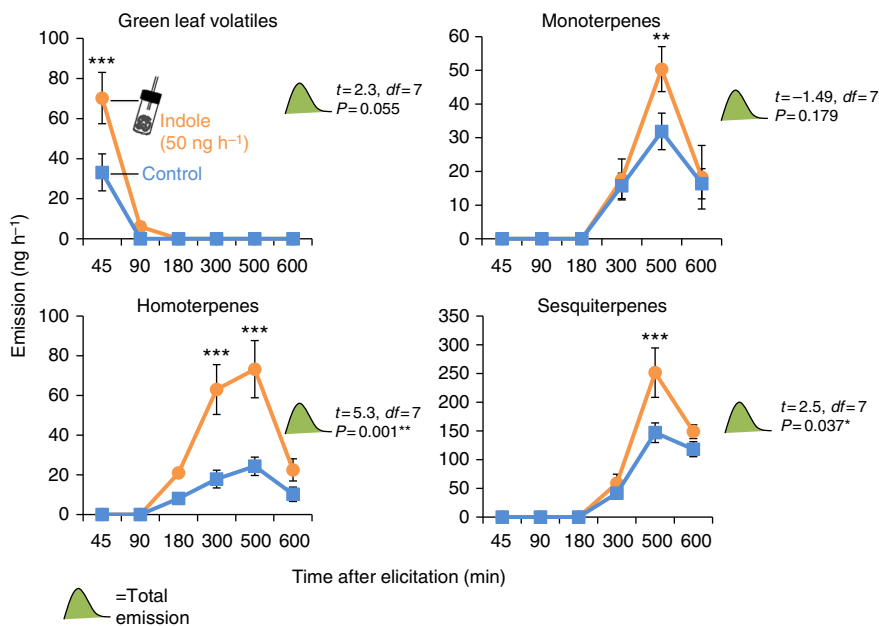 Green leaf volatiles
100
80
60
40
20
0
***
Indole
(50 ng h⁻¹)
Control
t=2.3, df=7
P=0.055
45 90 180 300 500 600
Monoterpenes
60
50
40
30
20
10
0
**
t=−1.49, df=7
P=0.179
45 90 180 300 500 600
Emission (ng h⁻¹)
Homoterpenes
100
80
60
40
20
0
*** ***
t=5.3, df=7
P=0.001**
45 90 180 300 500 600
Sesquiterpenes
350
300
250
200
150
100
50
0
***
t=2.5, df=7
P=0.037*
45 90 180 300 500 600
Time after elicitation (min)
=Total
emission